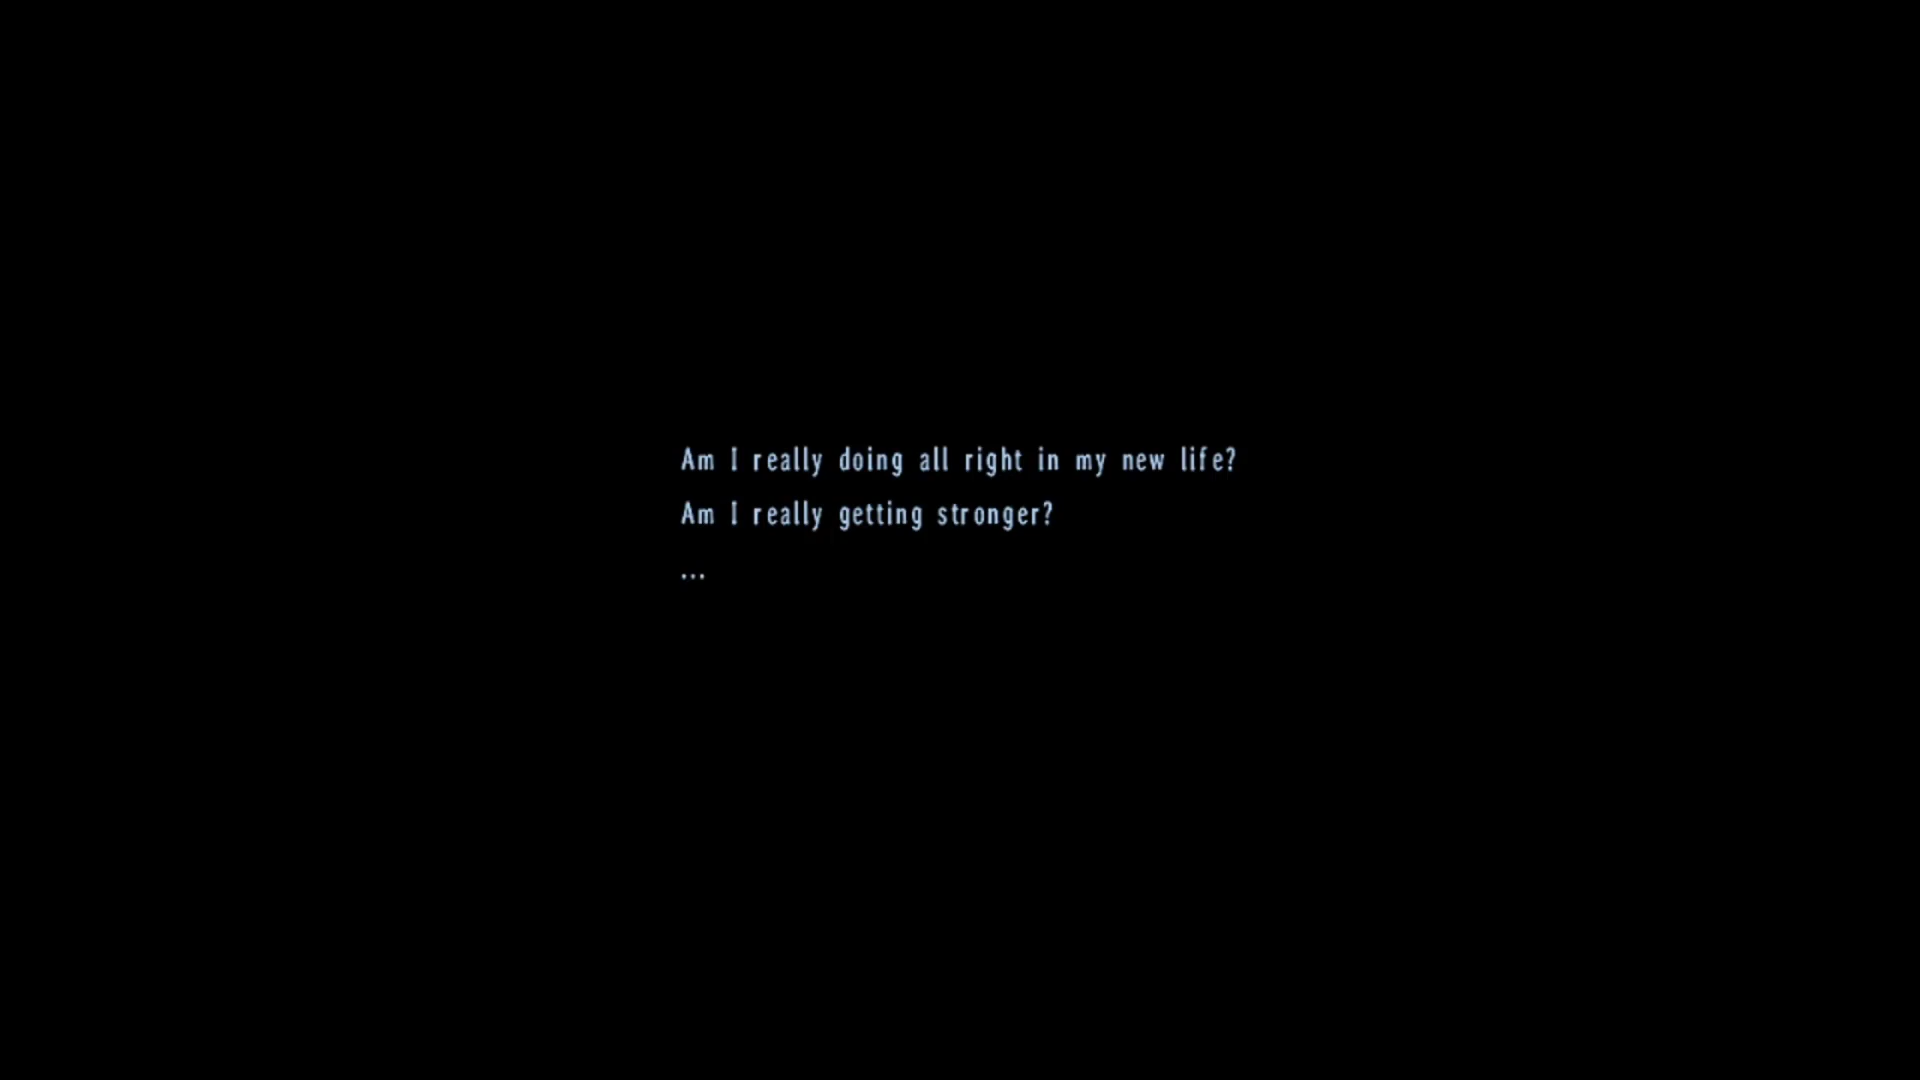 Am I really doing all right in my new life?
Am I really getting stronger?
...